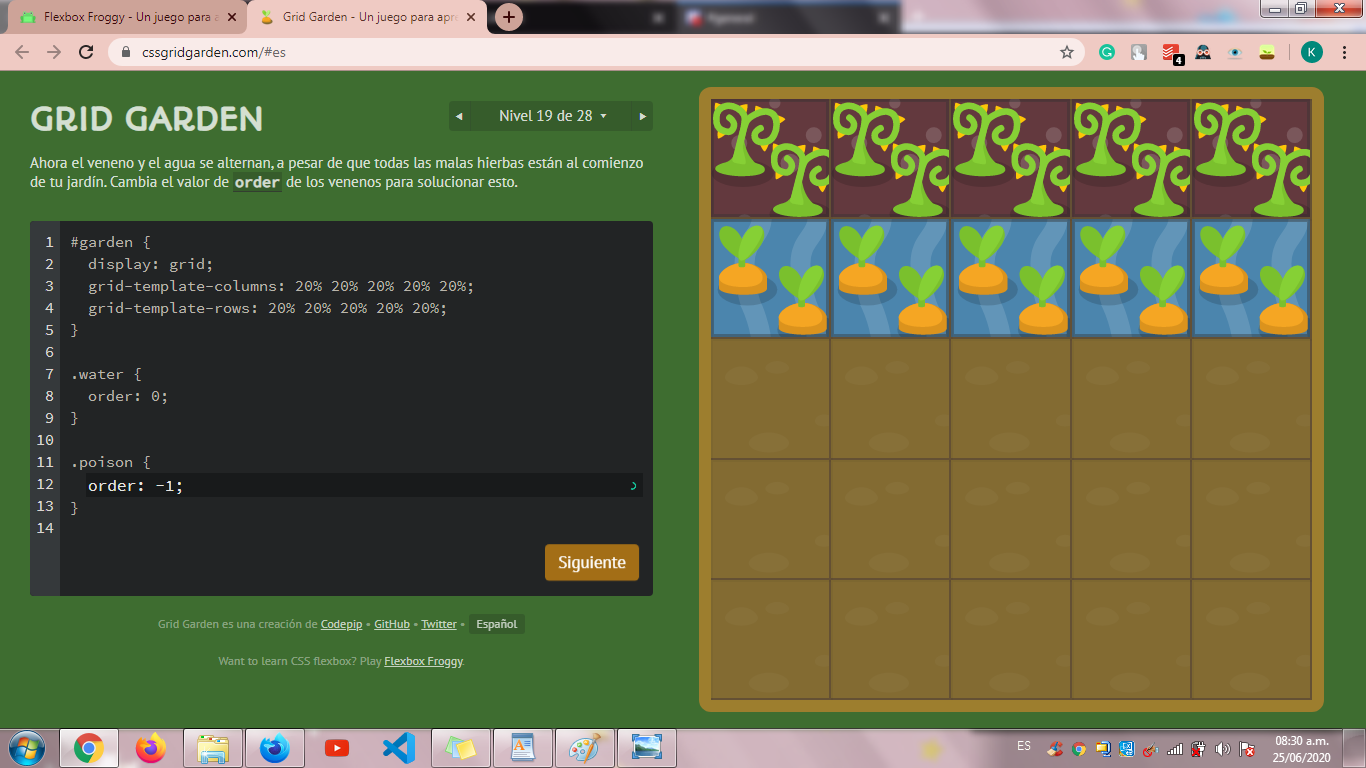 Flexbox Froggy - Un juego para a
Grid Garden - Un juego para apre
cssgridgarden.com/#es
4
K
GRID GARDEN
Nivel 19 de 28
Ahora el veneno y el agua se alternan, a pesar de que todas las malas hierbas están al comienzo
de tu jardín. Cambia el valor de order de los venenos para solucionar esto.
1 #garden {
2 display: grid;
3 grid-template-columns: 20% 20% 20% 20% 20%;
4 grid-template-rows: 20% 20% 20% 20% 20%;
5 }
6
7 .water {
8 order: 0;
9 }
10
11 .poison {
12 order: -1;
13 }
14
Siguiente
Grid Garden es una creación de Codepip • GitHub • Twitter • Español
Want to learn CSS flexbox? Play Flexbox Froggy.
ES
08:30 a.m.
25/06/2020